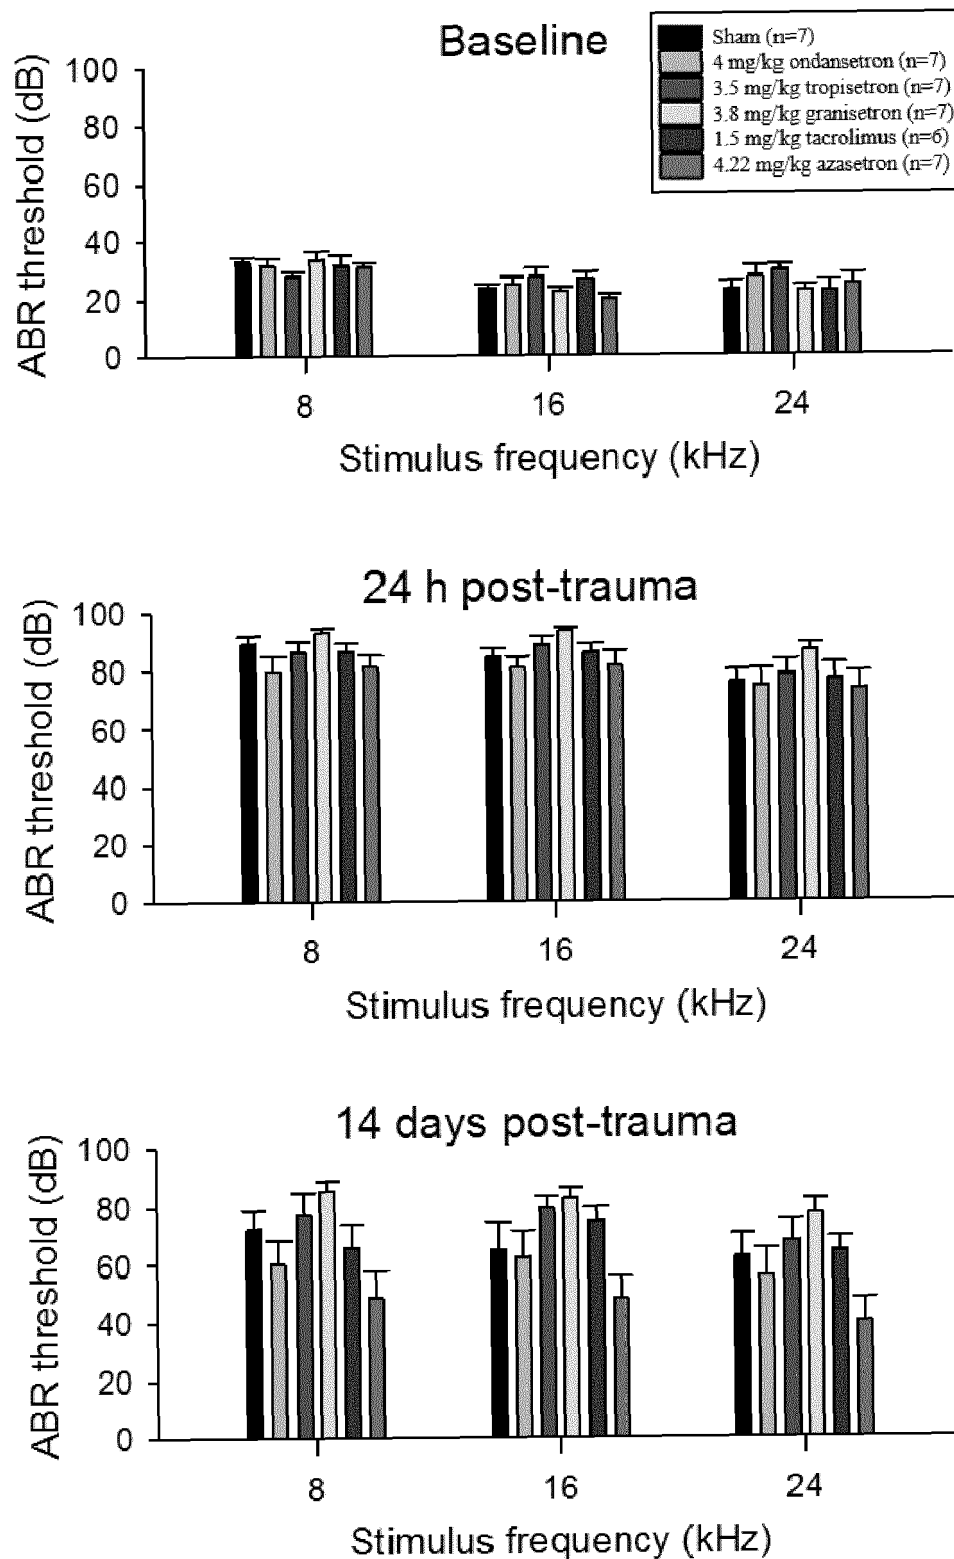 Baseline
Sham (n=7)
4 mg/kg ondansetron (n=7)
3.5 mg/kg tropisetron (n=7)
3.8 mg/kg granisetron (n=7)
1.5 mg/kg tacrolimus (n=6)
4.22 mg/kg azasetron (n=7)
ABR threshold (dB)
100
80
60
40
20
0
8 16 24
Stimulus frequency (kHz)
24 h post-trauma
ABR threshold (dB)
100
80
60
40
20
0
8 16 24
Stimulus frequency (kHz)
14 days post-trauma
ABR threshold (dB)
100
80
60
40
20
0
8 16 24
Stimulus frequency (kHz)